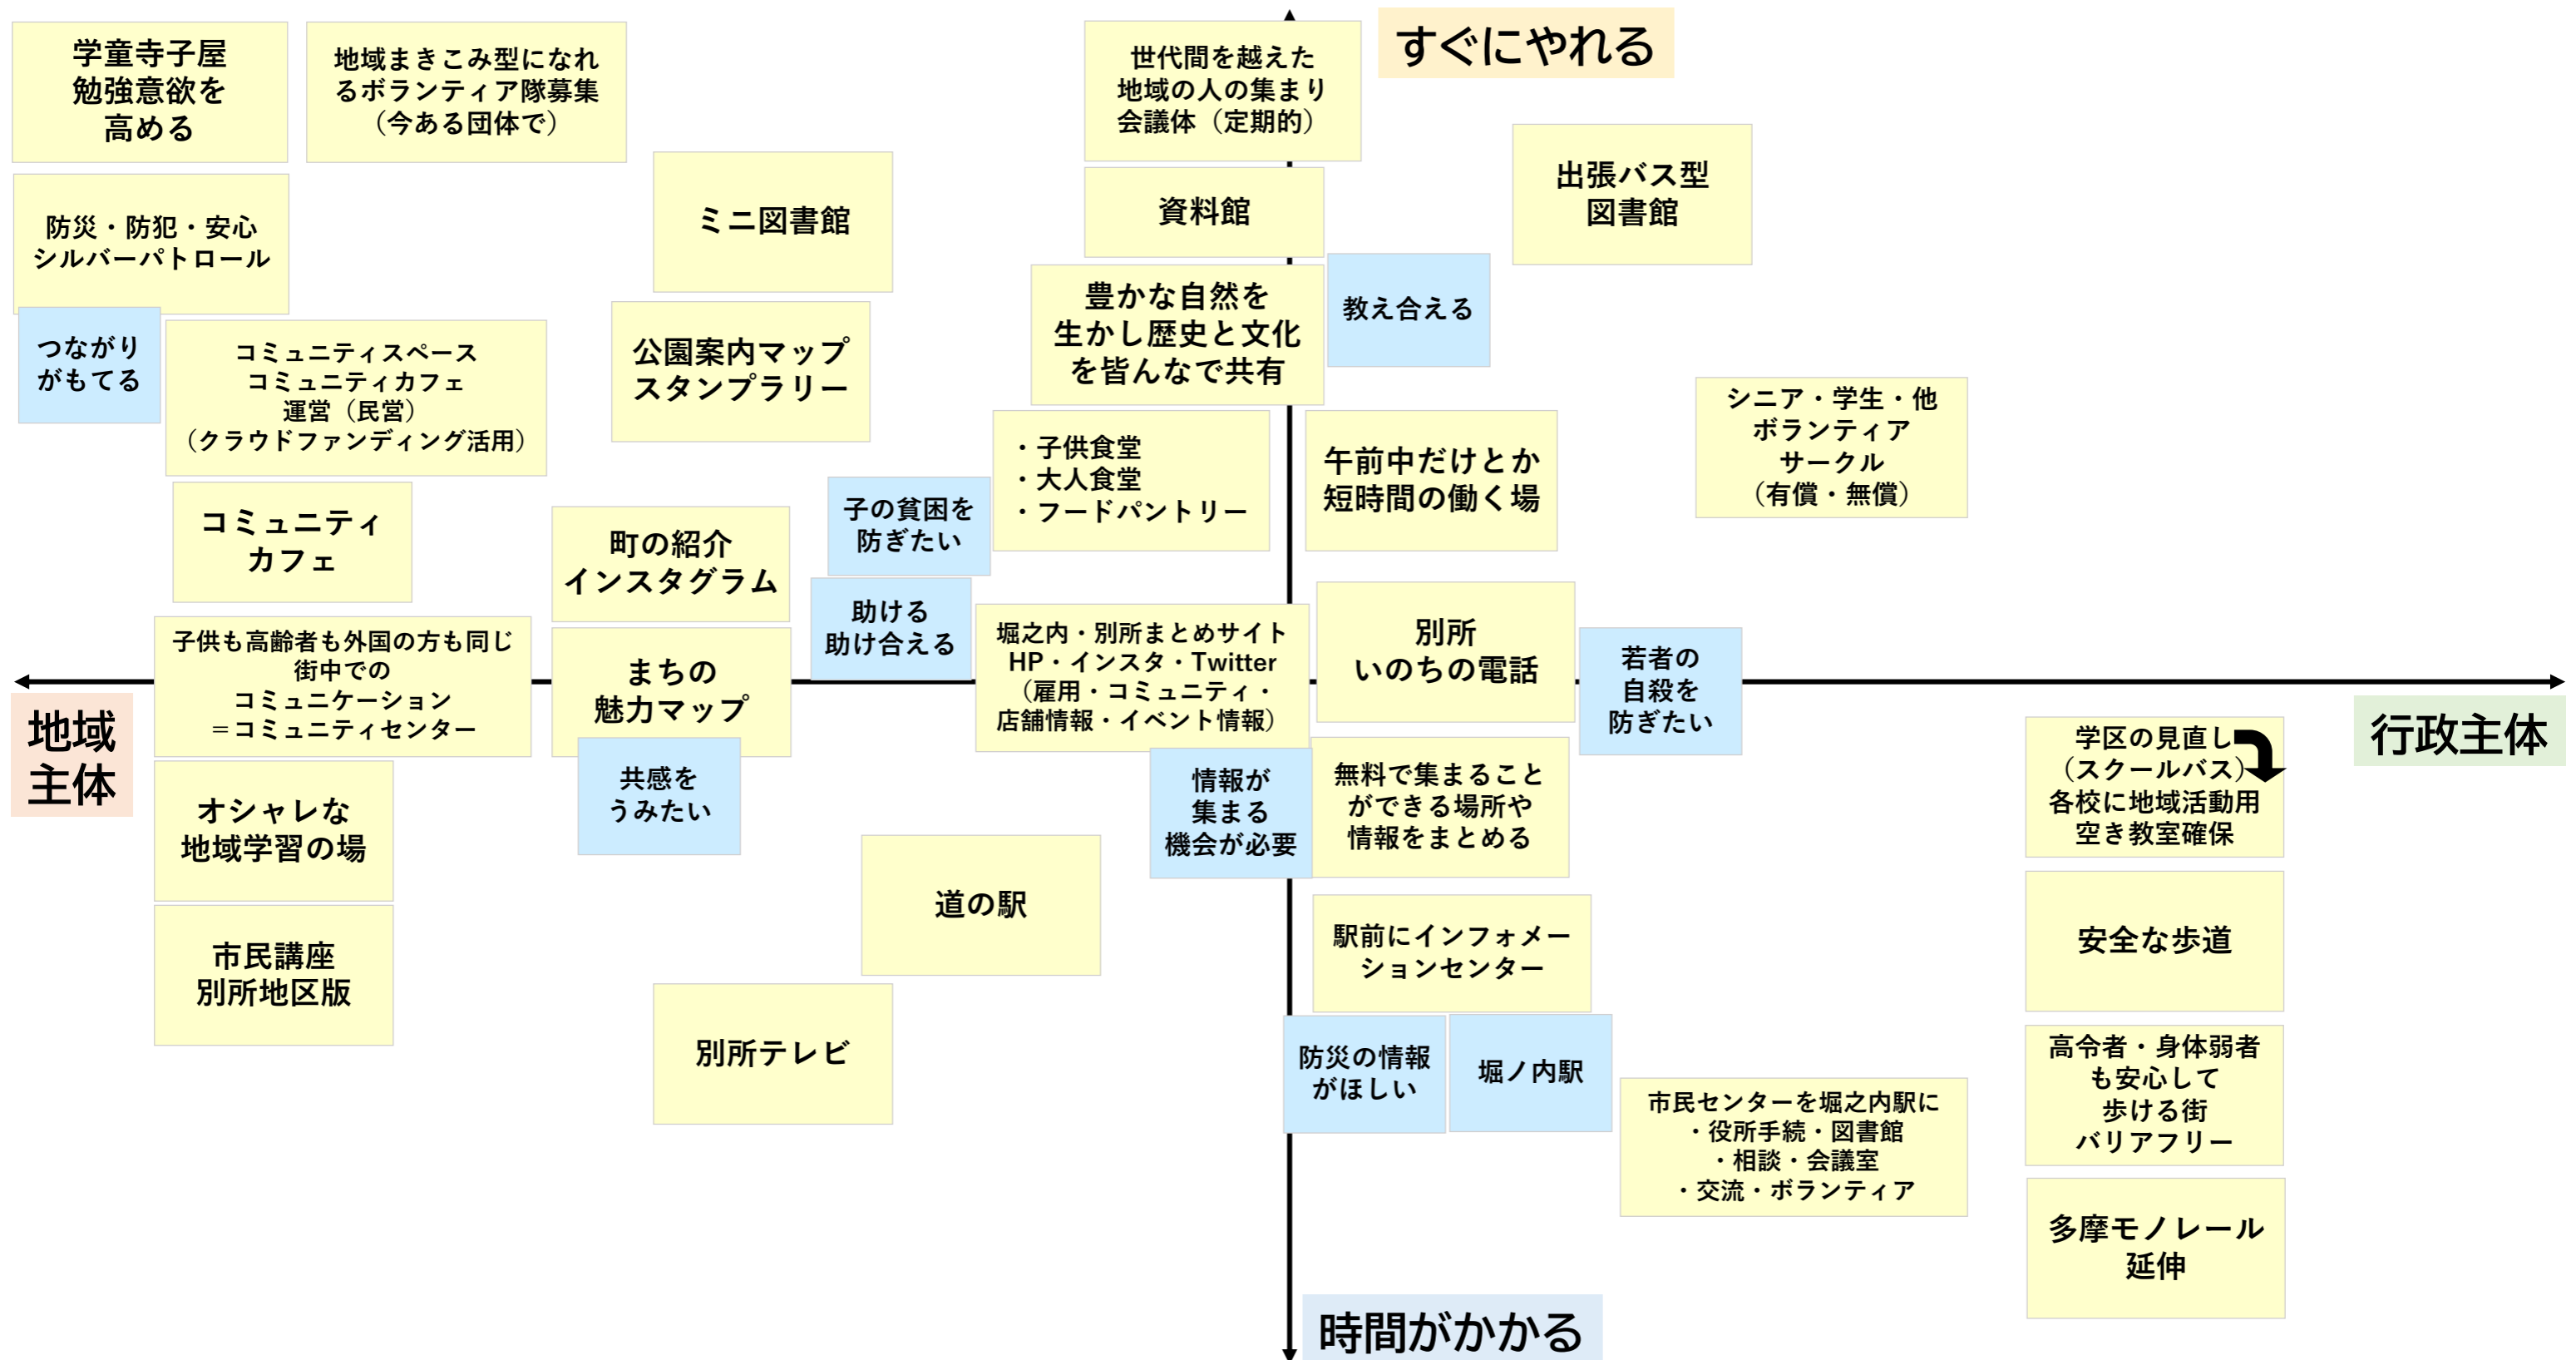 すぐにやれる
学童寺子屋
勉強意欲を
高める
地域まきこみ型になれ
るボランティア隊募集
（今ある団体で）
世代間を越えた
地域の人の集まり
会議体（定期的）
出張バス型
図書館
防災・防犯・安心
シルバーパトロール
ミニ図書館
資料館
つながり
がもてる
コミュニティスペース
コミュニティカフェ
運営（民営）
（クラウドファンディング活用）
公園案内マップ
スタンプラリー
豊かな自然を
生かし歴史と文化
を皆んなで共有
教え合える
シニア・学生・他
ボランティア
サークル
（有償・無償）
コミュニティ
カフェ
町の紹介
インスタグラム
子の貧困を
防ぎたい
・子供食堂
・大人食堂
・フードパントリー
午前中だけとか
短時間の働く場
助ける
助け合える
子供も高齢者も外国の方も同じ
街中での
コミュニケーション
＝コミュニティセンター
まちの
魅力マップ
堀之内・別所まとめサイト
HP・インスタ・Twitter
（雇用・コミュニティ・
店舗情報・イベント情報）
別所
いのちの電話
若者の
自殺を
防ぎたい
地域
主体
行政主体
共感を
うみたい
情報が
集まる
機会が必要
無料で集まること
ができる場所や
情報をまとめる
学区の見直し
（スクールバス）
各校に地域活動用
空き教室確保
オシャレな
地域学習の場
道の駅
駅前にインフォメー
ションセンター
安全な歩道
市民講座
別所地区版
別所テレビ
防災の情報
がほしい
堀ノ内駅
市民センターを堀之内駅に
・役所手続・図書館
・相談・会議室
・交流・ボランティア
高令者・身体弱者
も安心して
歩ける街
バリアフリー
多摩モノレール
延伸
時間がかかる